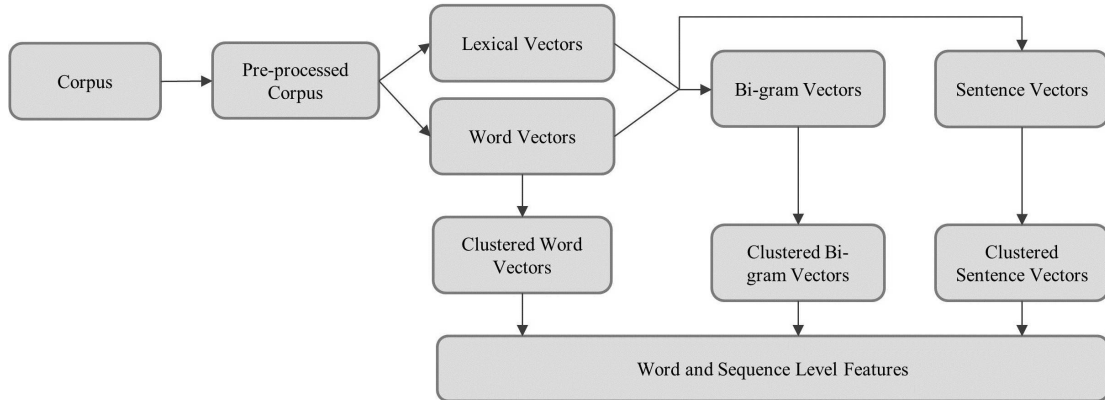 Corpus
Pre-processed
Corpus
Lexical Vectors
Word Vectors
Bi-gram Vectors
Sentence Vectors
Clustered Word
Vectors
Clustered Bi-
gram Vectors
Clustered
Sentence Vectors
Word and Sequence Level Features